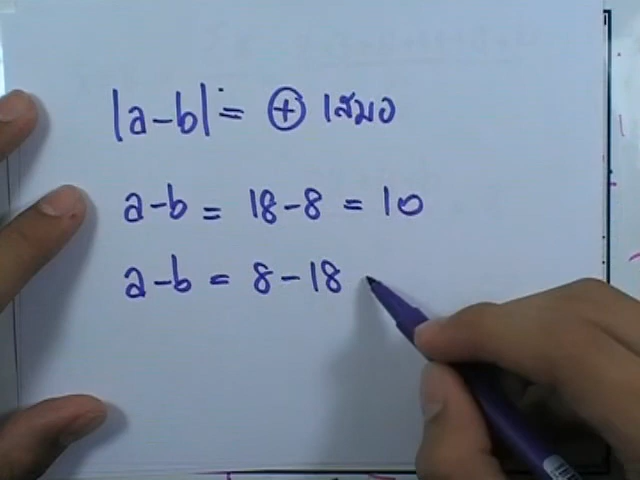 |a-b| = ⊕ เสมอ
a-b = 18-8 = 10
a-b = 8-18